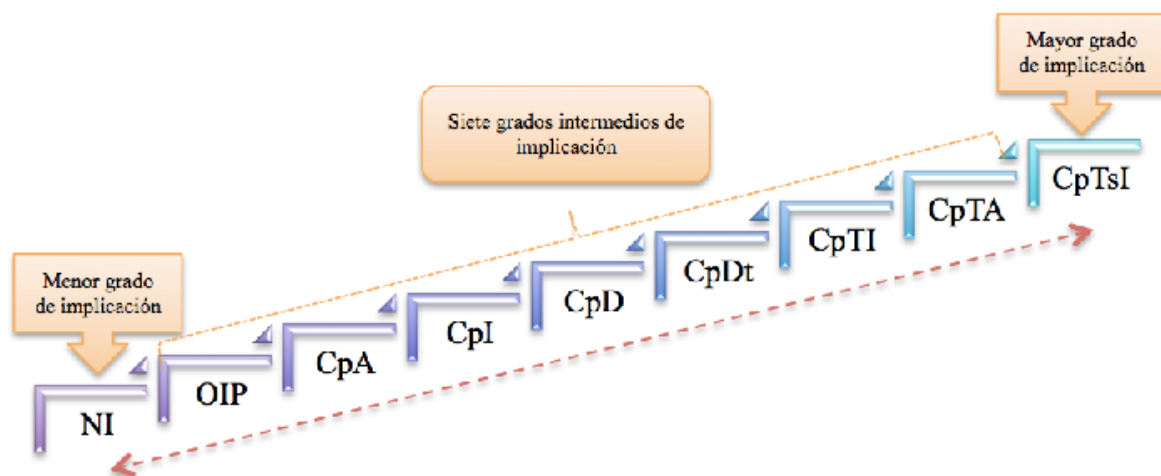 Mayor grado
de implicación
Siete grados intermedios de
implicación
Menor grado
de implicación
NI
OIP
CpA
CpI
CpD
CpDt
CpTI
CpTA
CpTsI